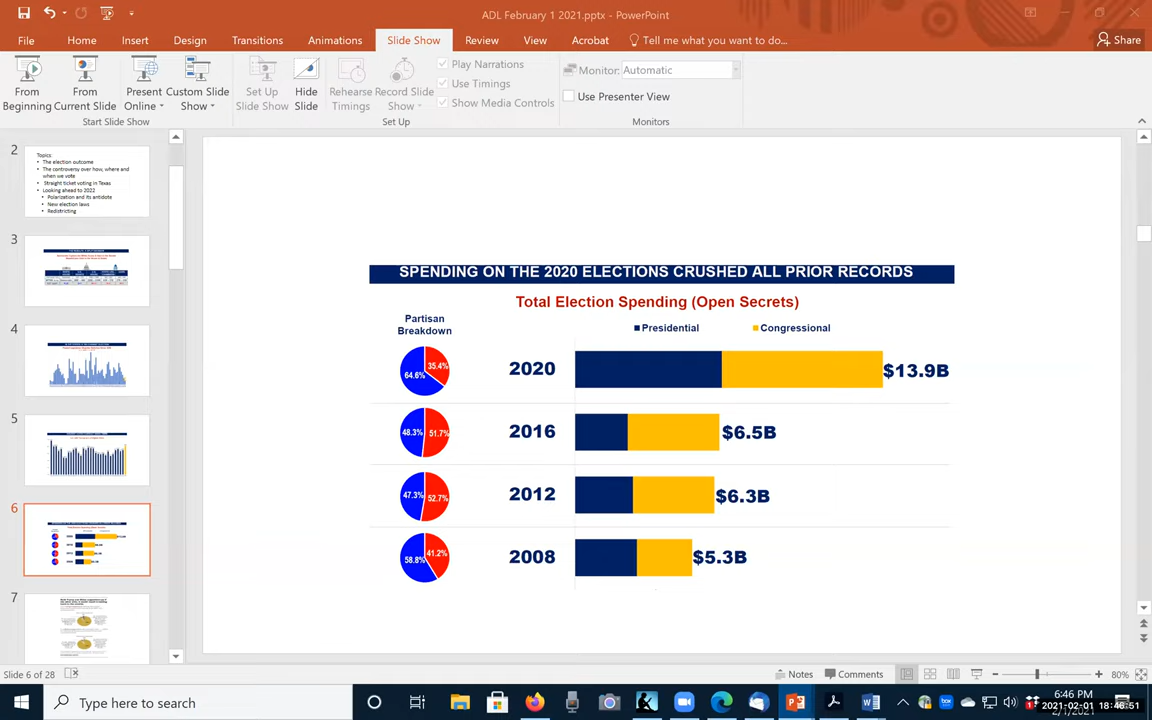 ADL February 1 2021.pptx - PowerPoint
File Home Insert Design Transitions Animations Slide Show Review View Acrobat Tell me what you want to do... Share
Play Narrations
Use Timings
Show Media Controls
Monitor: Automatic
Use Presenter View
From Beginning
From Current Slide
Present Online
Custom Slide Show
Set Up Slide Show
Hide Slide
Rehearse Timings
Record Slide Show
Start Slide Show Set Up Monitors
2
Topics:
• The election outcome
• The controversy over how, where and
when we vote
• Straight ticket voting in Texas
• Looking ahead to 2022
• Polarization and its antidote
• New election laws
• Redistricting
3
4
5
6
7
SPENDING ON THE 2020 ELECTIONS CRUSHED ALL PRIOR RECORDS
Total Election Spending (Open Secrets)
Partisan
Breakdown
Presidential Congressional
64.6% 35.4% 2020 $13.9B
48.3% 51.7% 2016 $6.5B
47.3% 52.7% 2012 $6.3B
58.8% 41.2% 2008 $5.3B
Slide 6 of 28 Notes Comments 80%
Type here to search
6:46 PM
2021-02-01 18:46:51